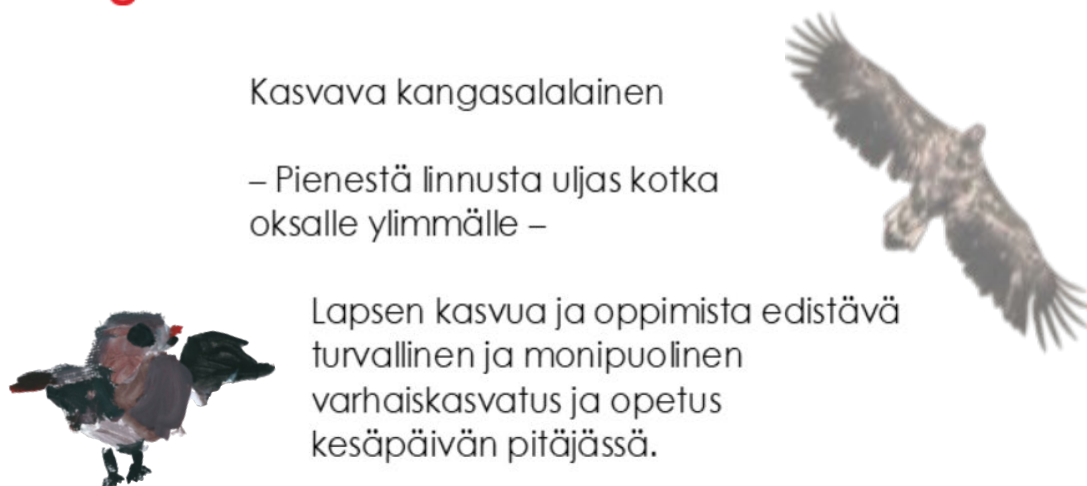 Kasvava kangasalalainen
– Pienestä linnusta uljas kotka
oksalle ylimmälle –
Lapsen kasvua ja oppimista edistävä
turvallinen ja monipuolinen
varhaiskasvatus ja opetus
kesäpäivän pitäjässä.